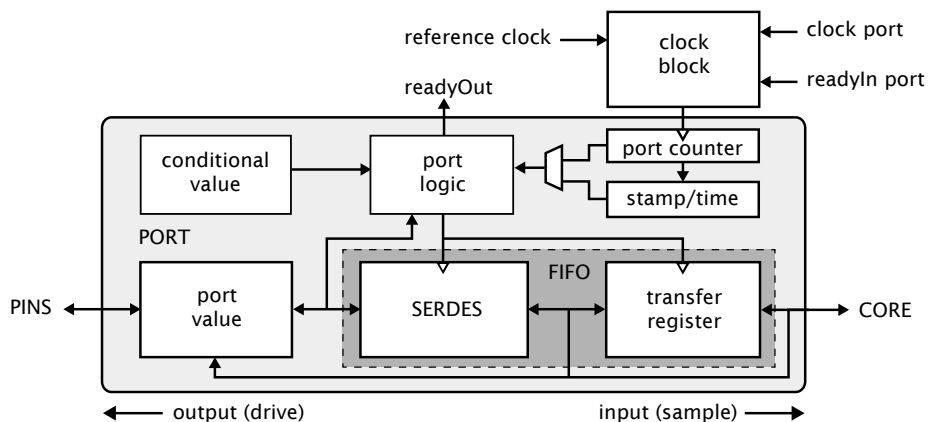 reference clock
clock
block
clock port
readyIn port
readyOut
conditional
value
port
logic
port counter
stamp/time
PORT
FIFO
PINS
port
value
SERDES
transfer
register
CORE
output (drive)
input (sample)